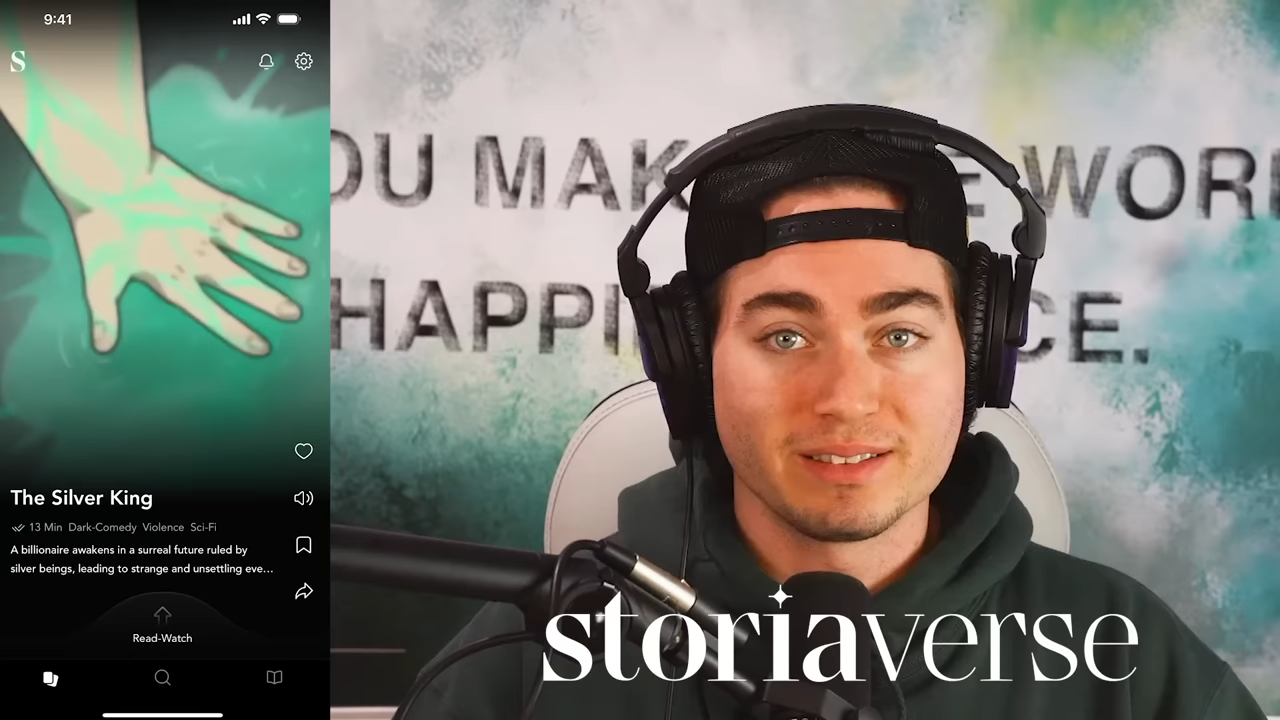 9:41
S
The Silver King
13 Min Dark-Comedy Violence Sci-Fi
A billionaire awakens in a surreal future ruled by
silver beings, leading to strange and unsettling eve...
Read-Watch
OU MAK E WOR
HAPPI CE.
storiaverse